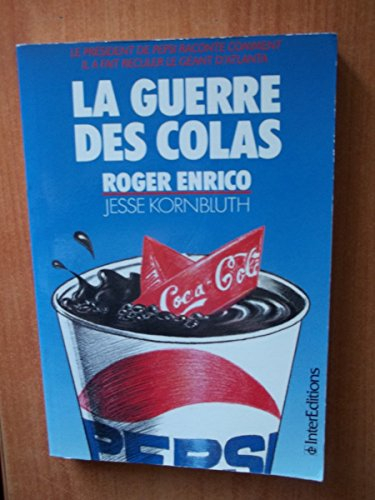 LE PRÉSIDENT DE PEPSI RACONTE COMMENT
IL A FAIT RECULER LE GÉANT D'ATLANTA
LA GUERRE
DES COLAS
ROGER ENRICO
JESSE KORNBLUTH
Coca-Cola
PEPSI
InterEditions